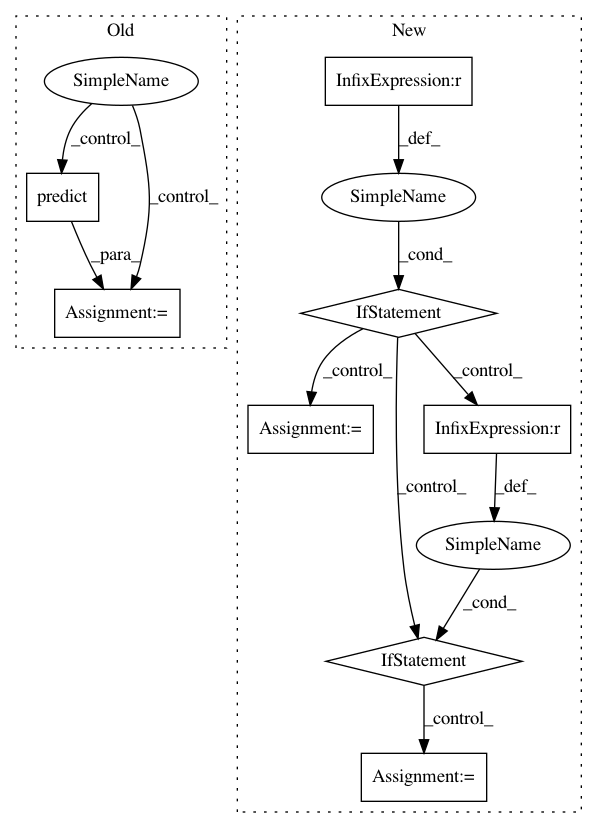 Old
New
SimpleName
InfixExpression:r
_control_
_def_
predict
_control_
SimpleName
_para_
_cond_
Assignment:=
IfStatement
_control_
_control_
Assignment:=
InfixExpression:r
_control_
_def_
SimpleName
_cond_
IfStatement
_control_
Assignment:=